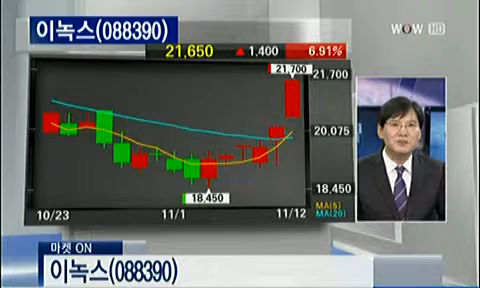 이녹스(088390)
WOW HD
21,650 ▲ 1,400 6.91%
21,700
21,700
20,075
18,450
18,450
10/23 11/1 11/12
MA(5)
MA(20)
마켓 ON
이녹스(088390)